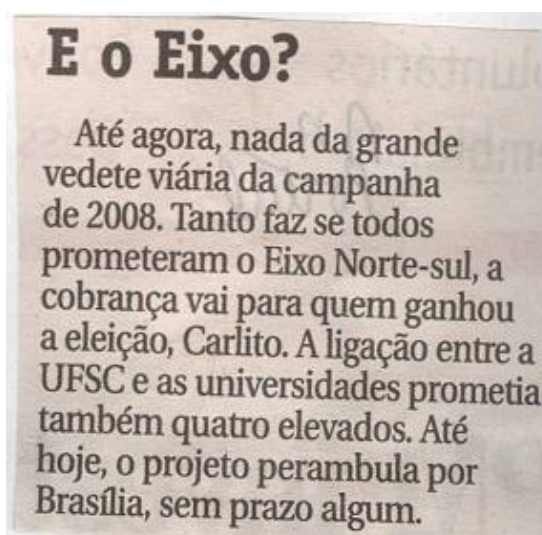 E o Eixo?
Até agora, nada da grande
vedete viária da campanha
de 2008. Tanto faz se todos
prometeram o Eixo Norte-sul, a
cobrança vai para quem ganhou
a eleição, Carlito. A ligação entre a
UFSC e as universidades prometia
também quatro elevados. Até
hoje, o projeto perambula por
Brasília, sem prazo algum.